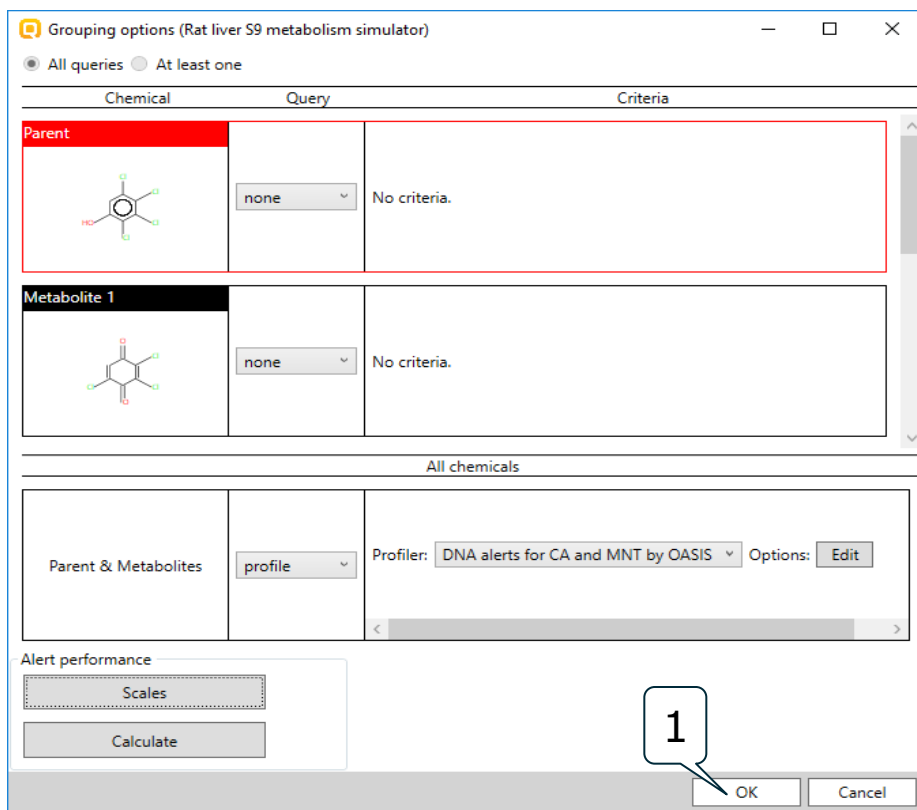 Grouping options (Rat liver S9 metabolism simulator)
All queries At least one
Chemical Query Criteria
Parent
Cl
Cl
HO
Cl
Cl
none
No criteria.
Metabolite 1
O
Cl
Cl
Cl
O
none
No criteria.
All chemicals
Parent & Metabolites
profile
Profiler: DNA alerts for CA and MNT by OASIS Options: Edit
Alert performance
Scales
Calculate
1
OK Cancel